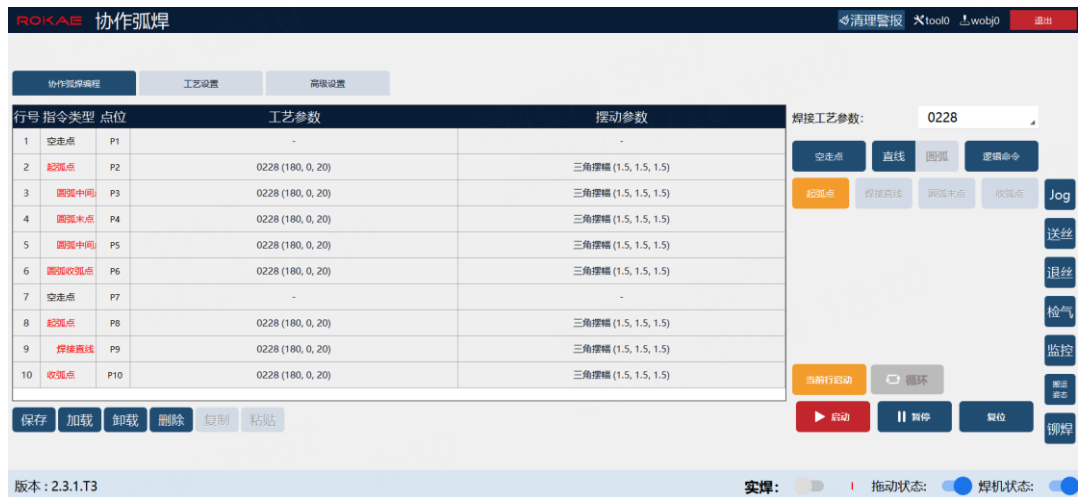 ROKAE 协作弧焊 清理警报 tool0 wobj0 退出
协作弧焊编程 工艺设置 高级设置
行号 指令类型 点位 工艺参数 摆动参数
1 空走点 P1 - -
2 起弧点 P2 0228 (180, 0, 20) 三角摆幅 (1.5, 1.5, 1.5)
3 圆弧中间 P3 0228 (180, 0, 20) 三角摆幅 (1.5, 1.5, 1.5)
4 圆弧末点 P4 0228 (180, 0, 20) 三角摆幅 (1.5, 1.5, 1.5)
5 圆弧中间 P5 0228 (180, 0, 20) 三角摆幅 (1.5, 1.5, 1.5)
6 圆弧收弧点 P6 0228 (180, 0, 20) 三角摆幅 (1.5, 1.5, 1.5)
7 空走点 P7 - -
8 起弧点 P8 0228 (180, 0, 20) 三角摆幅 (1.5, 1.5, 1.5)
9 焊接直线 P9 0228 (180, 0, 20) 三角摆幅 (1.5, 1.5, 1.5)
10 收弧点 P10 0228 (180, 0, 20) 三角摆幅 (1.5, 1.5, 1.5)
保存 加载 卸载 删除 复制 粘贴
焊接工艺参数: 0228
空走点 直线 圆弧 逻辑命令
起弧点 焊接直线 圆弧末点 收弧点
当前行启动 循环
启动 暂停 复位
Jog
送丝
退丝
检气
监控
搬运
姿态
铆焊
版本 : 2.3.1.T3 实焊: 拖动状态: 焊机状态: